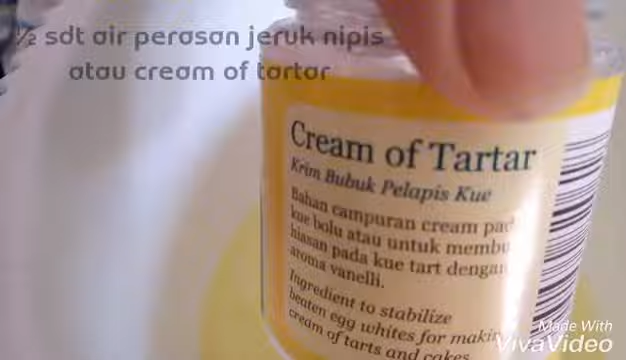 ½ sdt air perasan jeruk nipis
atau cream of tartar
Cream of Tartar
Krim Bubuk Pelapis Kue
Bahan campuran cream pad
kue bolu atau untuk membu
hiasan pada kue tart dengan
aroma vanelli.
Ingredient to stabilize
beaten egg whites for makin
cream of tarts and cakes
Made With
VivaVideo